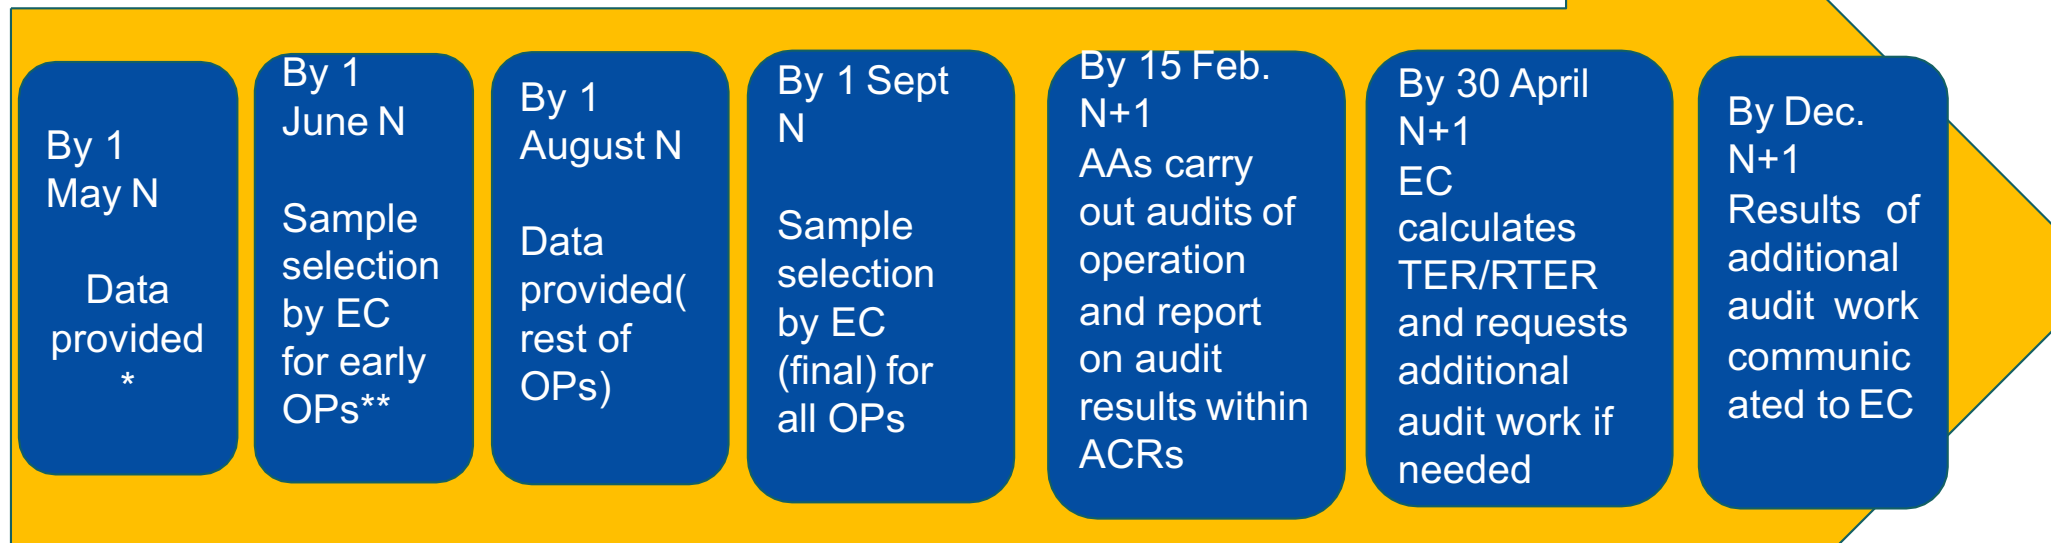 By 1
May N
Data
provided
*
By 1
June N
Sample
selection
by EC
for early
OPs**
By 1
August N
Data
provided(
rest of
OPs)
By 1 Sept
N
Sample
selection
by EC
(final) for
all OPs
By 15 Feb.
N+1
AAs carry
out audits of
operation
and report
on audit
results within
ACRs
By 30 April
N+1
EC
calculates
TER/RTER
and requests
additional
audit work if
needed
By Dec.
N+1
Results of
additional
audit work
communic
ated to EC